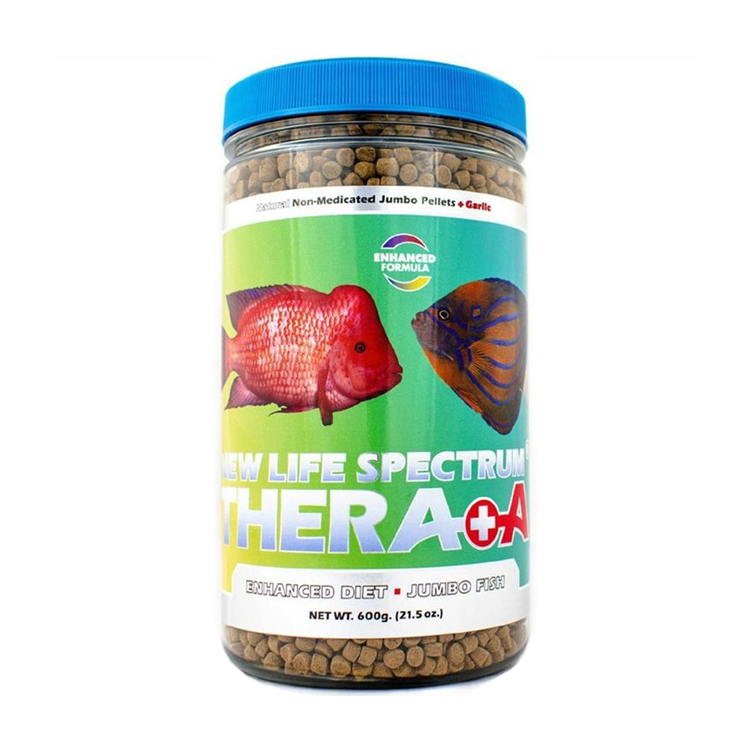 Natural Non-Medicated Jumbo Pellets + Garlic
ENHANCED
FORMULA
NEW LIFE SPECTRUM
THERA+A
ENHANCED DIET ▪ JUMBO FISH
NET WT. 600g. (21.5 oz.)